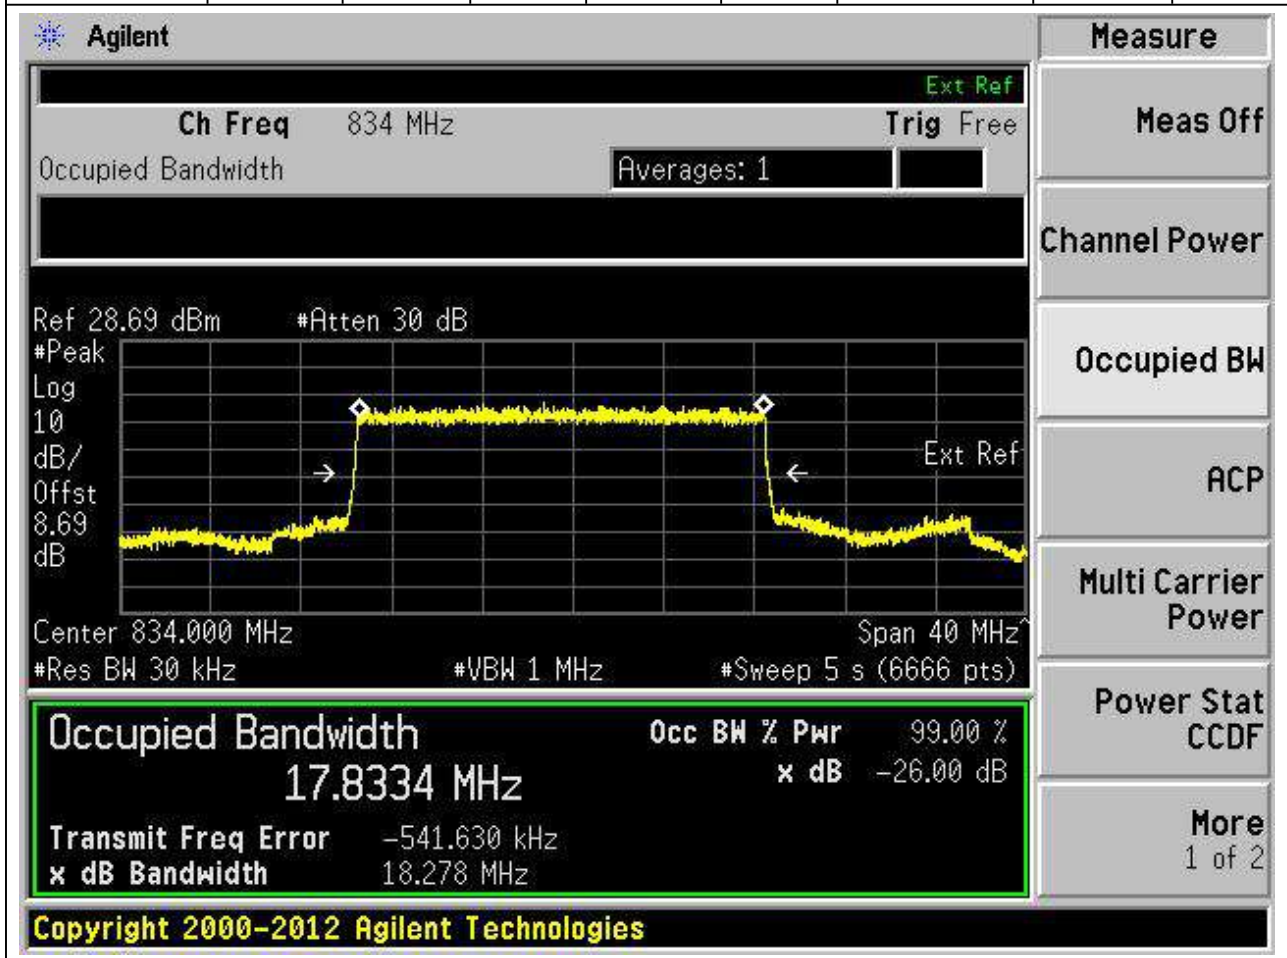 Agilent
Measure
Ext Ref
Ch Freq 834 MHz Trig Free
Meas Off
Occupied Bandwidth Averages: 1
Channel Power
Ref 28.69 dBm #Atten 30 dB
#Peak
Log
10
dB/
Offst
8.69
dB
Ext Ref
Occupied BW
ACP
Center 834.000 MHz Span 40 MHz^
#Res BW 30 kHz #VBW 1 MHz #Sweep 5 s (6666 pts)
Multi Carrier
Power
Occupied Bandwidth Occ BW % Pwr 99.00 %
17.8334 MHz x dB -26.00 dB
Transmit Freq Error -541.630 kHz
x dB Bandwidth 18.278 MHz
Power Stat
CCDF
More
1 of 2
Copyright 2000-2012 Agilent Technologies